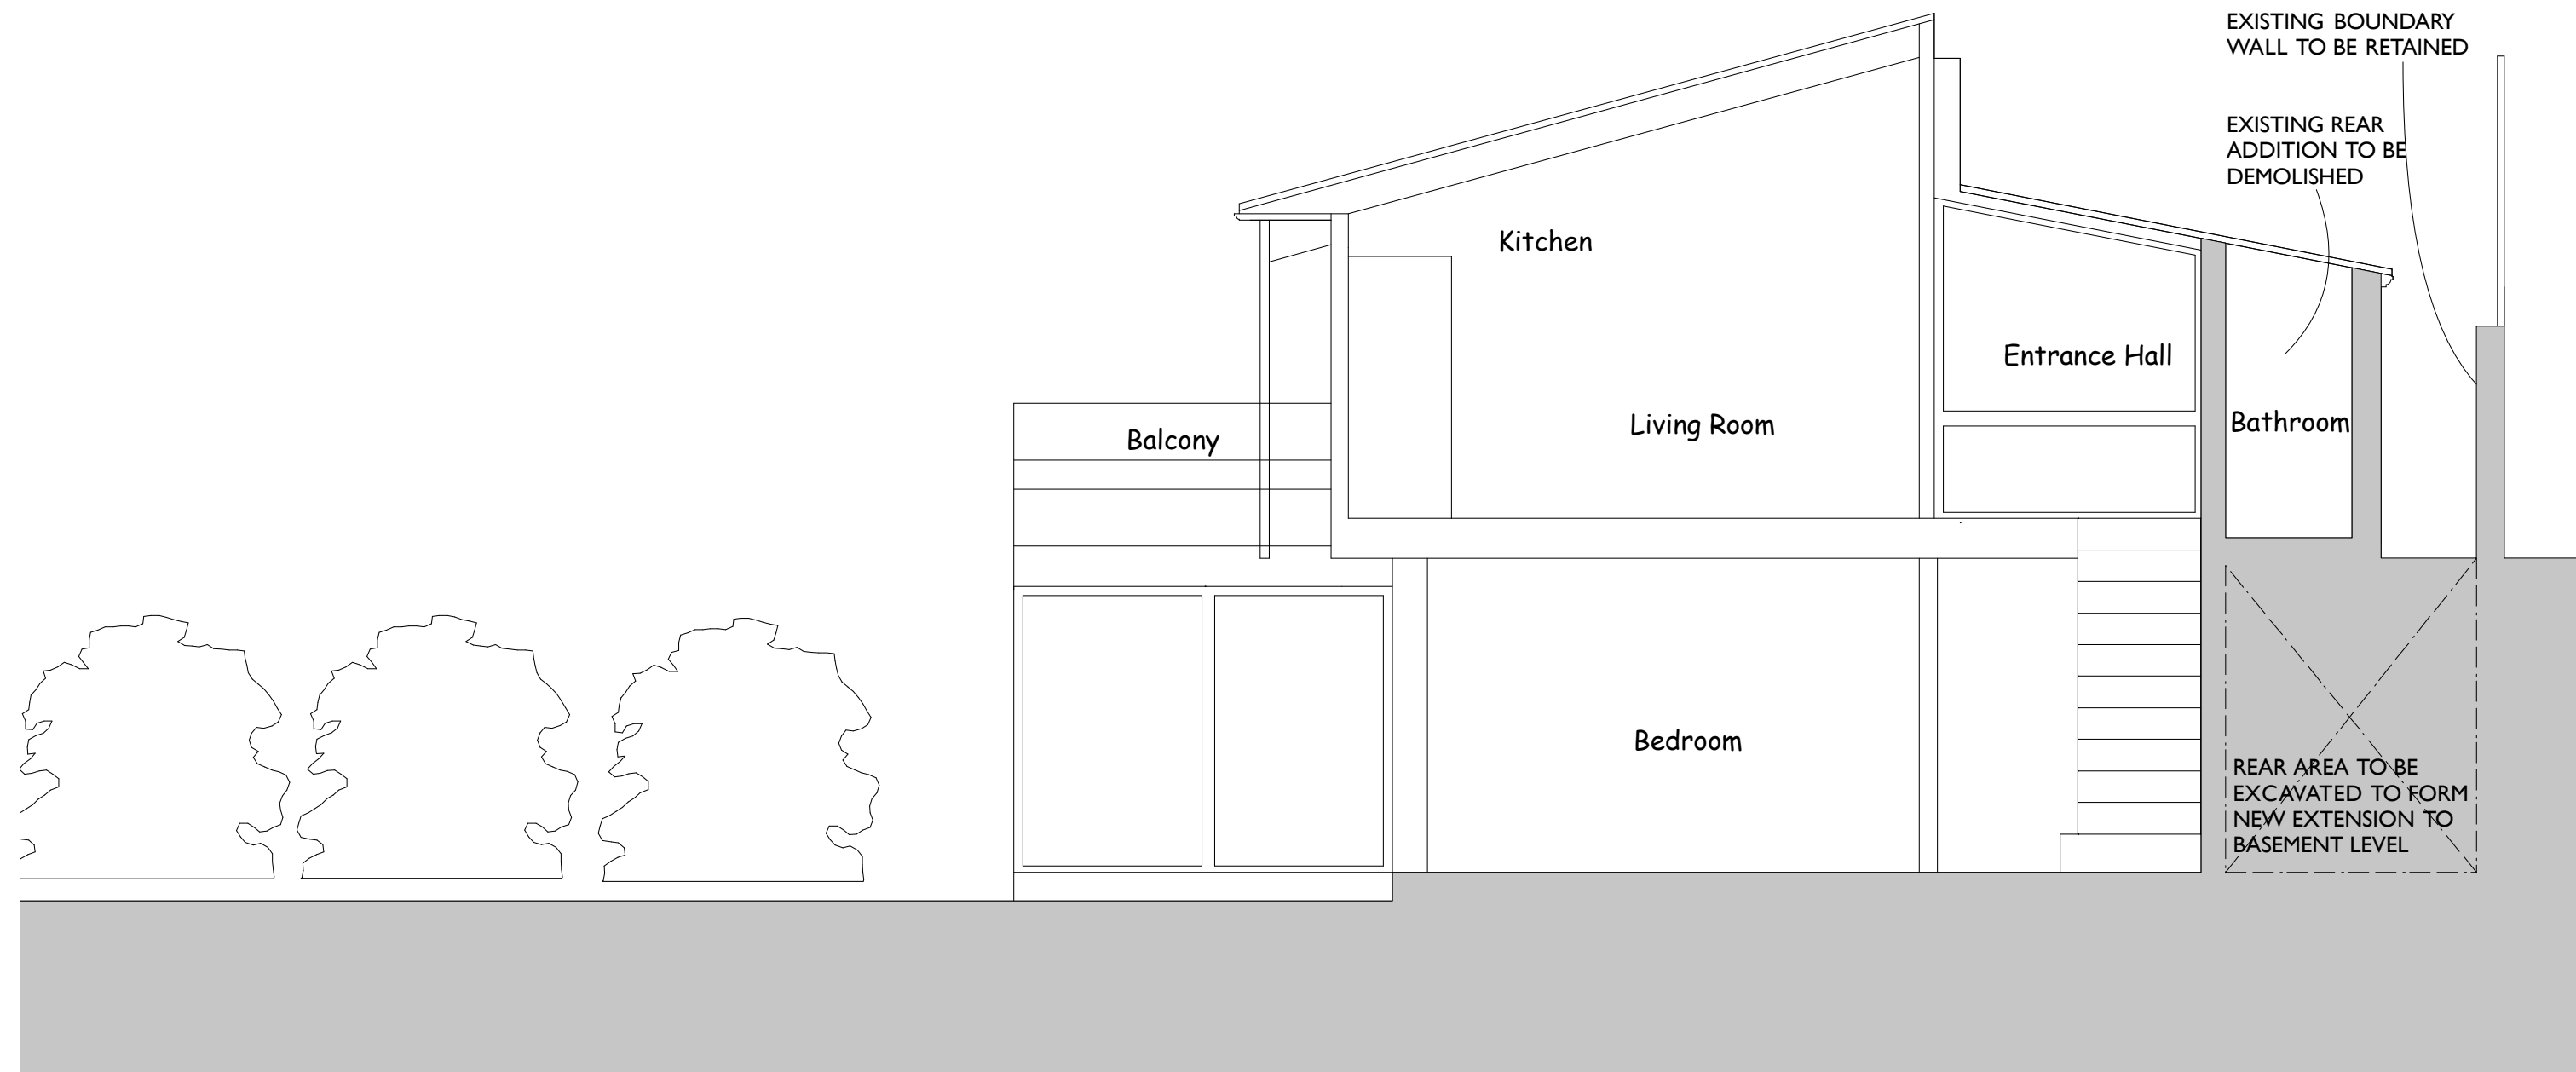 EXISTING BOUNDARY
WALL TO BE RETAINED
EXISTING REAR
ADDITION TO BE
DEMOLISHED
Kitchen
Entrance Hall
Living Room
Bathroom
Balcony
Bedroom
REAR AREA TO BE
EXCAVATED TO FORM
NEW EXTENSION TO
BASEMENT LEVEL